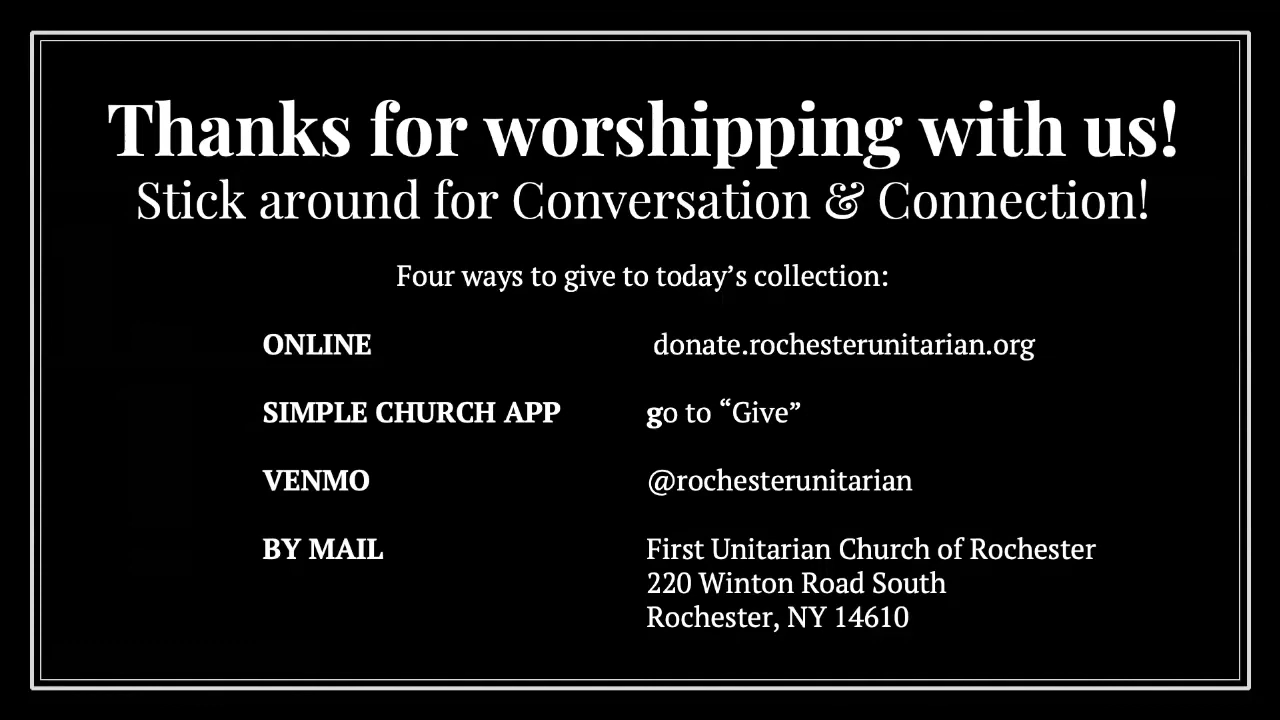 Thanks for worshipping with us!
Stick around for Conversation & Connection!
Four ways to give to today’s collection:
ONLINE donate.rochesterunitarian.org
SIMPLE CHURCH APP go to “Give”
VENMO @rochesterunitarian
BY MAIL First Unitarian Church of Rochester
220 Winton Road South
Rochester, NY 14610